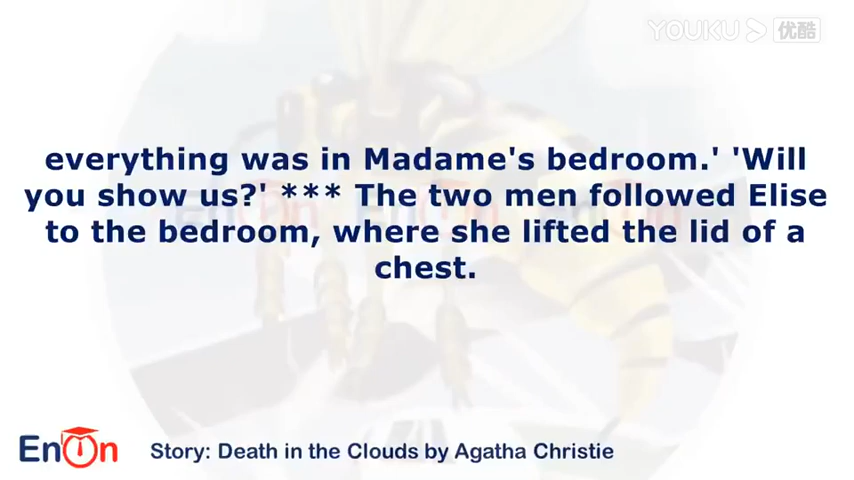 YOUKU 优酷
everything was in Madame's bedroom.' 'Will
you show us?' *** The two men followed Elise
to the bedroom, where she lifted the lid of a
chest.
EnOn
Story: Death in the Clouds by Agatha Christie